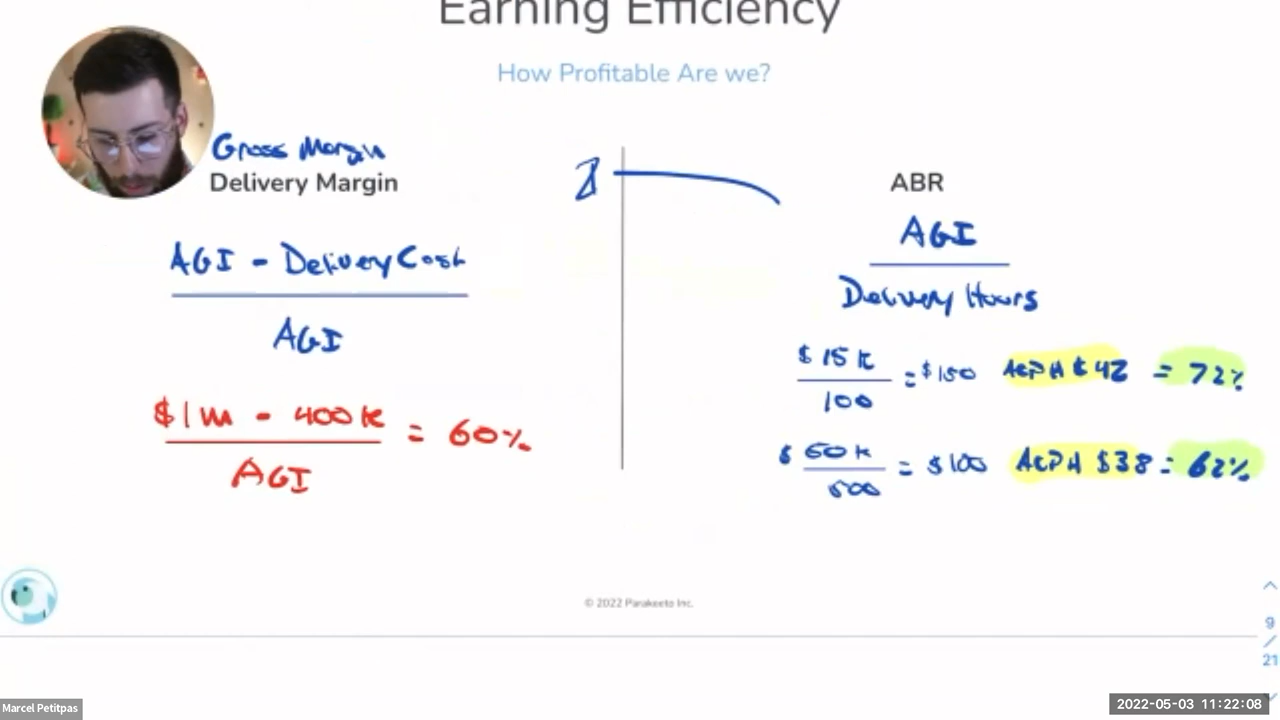 Earning Efficiency
How Profitable Are we?
Gross Margin
Delivery Margin
AGI - Delivery Cost
AGI
$1m - 400k = 60%
AGI
ABR
AGI
Delivery Hours
$15k = $150 ACPH $42 = 72%
100
$50k = $100 ACPH $38 = 62%
500
© 2022 Parakeeto Inc.
9
/
21
Marcel Petitpas
2022-05-03 11:22:08